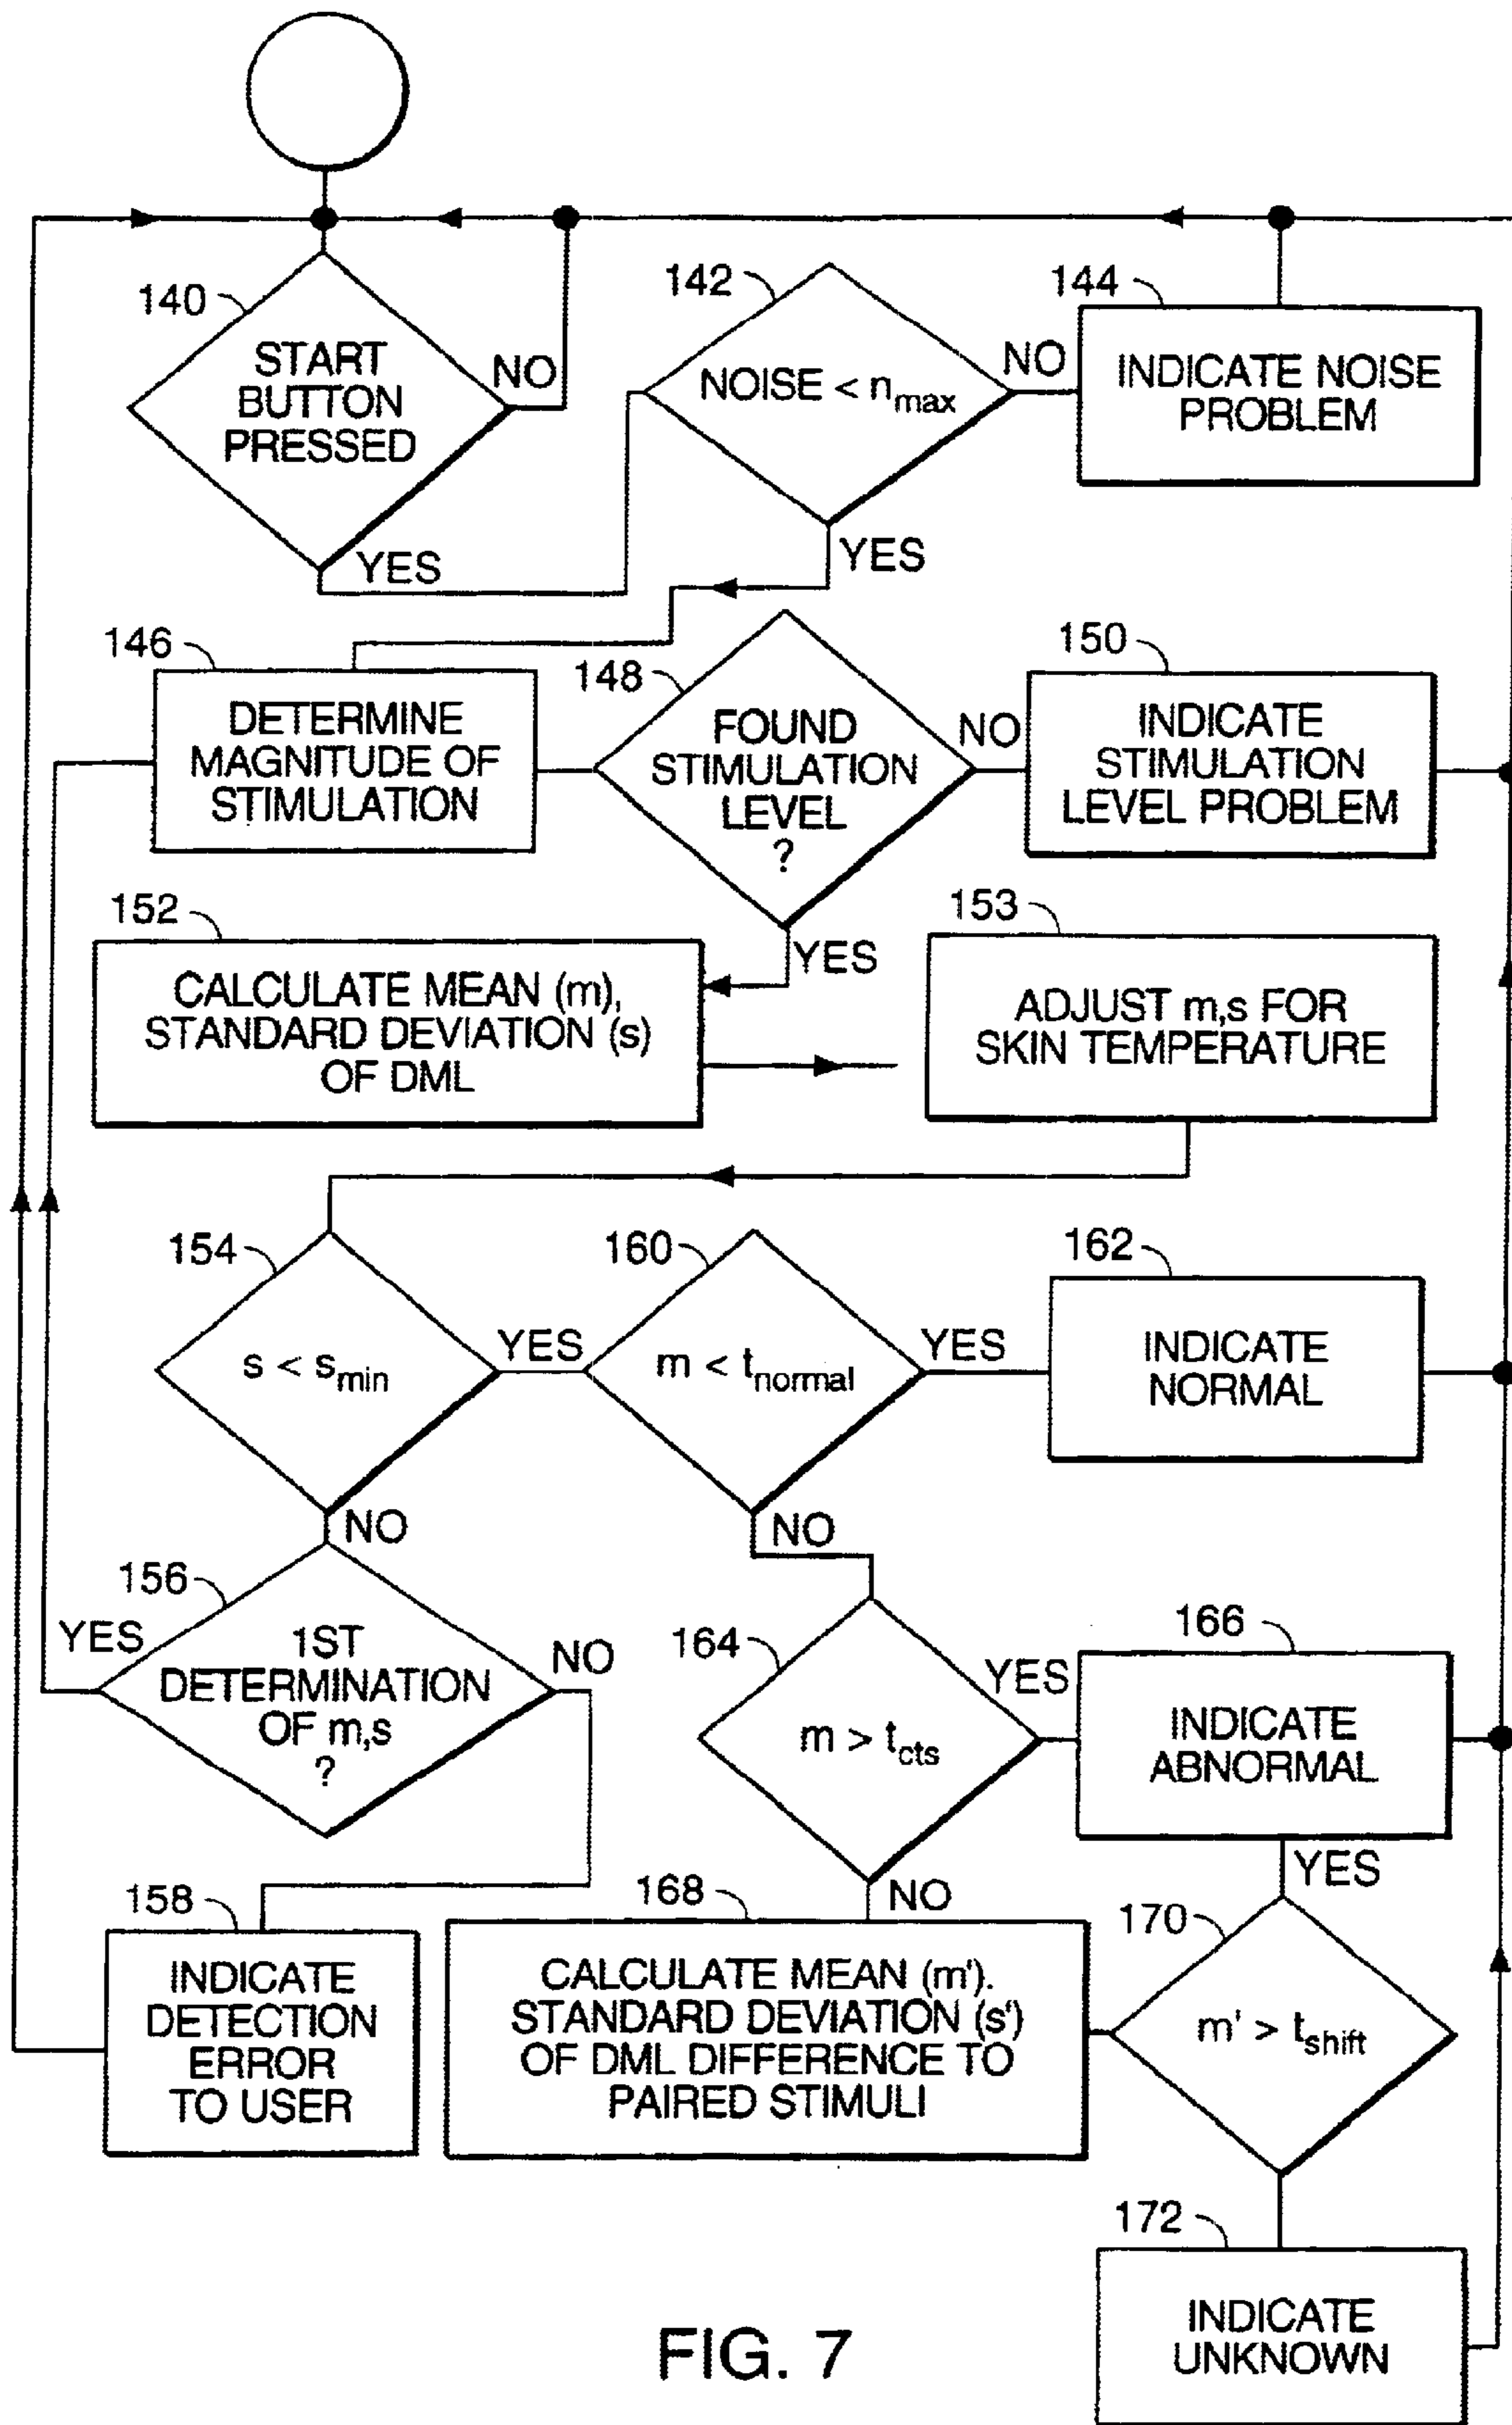 140
START
BUTTON
PRESSED
NO
YES
142
NOISE < nmax
NO
YES
144
INDICATE NOISE
PROBLEM
146
DETERMINE
MAGNITUDE OF
STIMULATION
148
FOUND
STIMULATION
LEVEL
?
NO
YES
150
INDICATE
STIMULATION
LEVEL PROBLEM
152
CALCULATE MEAN (m),
STANDARD DEVIATION (s)
OF DML
153
ADJUST m,s FOR
SKIN TEMPERATURE
154
s < smin
YES
NO
160
m < tnormal
YES
NO
162
INDICATE
NORMAL
156
YES
1ST
DETERMINATION
OF m,s
?
NO
164
m > tcts
YES
NO
166
INDICATE
ABNORMAL
YES
158
INDICATE
DETECTION
ERROR
TO USER
168
CALCULATE MEAN (m').
STANDARD DEVIATION (s')
OF DML DIFFERENCE TO
PAIRED STIMULI
170
m' > tshift
172
INDICATE
UNKNOWN
FIG. 7